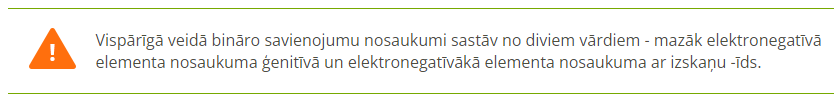 Vispārīgā veidā bināro savienojumu nosaukumi sastāv no diviem vārdiem - mazāk elektronegatīvā
elementa nosaukuma ģenitīvā un elektronegatīvākā elementa nosaukuma ar izskaņu -īds.